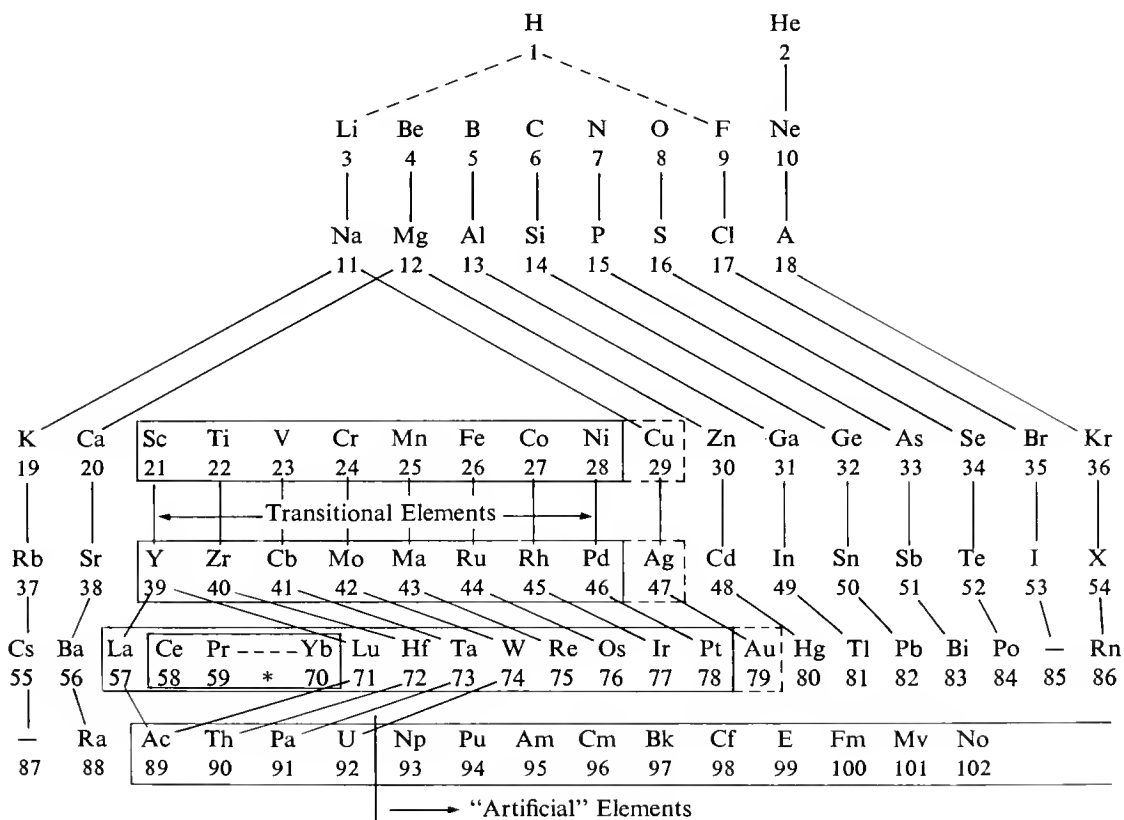 H He
1 2
Li Be B C N O F Ne
3 4 5 6 7 8 9 10
Na Mg Al Si P S Cl A
11 12 13 14 15 16 17 18
K Ca Sc Ti V Cr Mn Fe Co Ni Cu Zn Ga Ge As Se Br Kr
19 20 21 22 23 24 25 26 27 28 29 30 31 32 33 34 35 36
Transitional Elements
Rb Sr Y Zr Cb Mo Ma Ru Rh Pd Ag Cd In Sn Sb Te I X
37 38 39 40 41 42 43 44 45 46 47 48 49 50 51 52 53 54
Cs Ba La Ce Pr ---- Yb Lu Hf Ta W Re Os Ir Pt Au Hg Tl Pb Bi Po — Rn
55 56 57 58 59 * 70 71 72 73 74 75 76 77 78 79 80 81 82 83 84 85 86
— Ra Ac Th Pa U Np Pu Am Cm Bk Cf E Fm Mv No
87 88 89 90 91 92 93 94 95 96 97 98 99 100 101 102
“Artificial” Elements